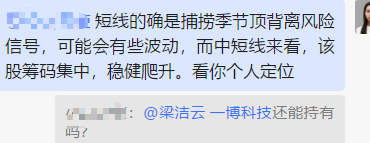 短线的确是捕捞季节顶背离风险
信号，可能会有些波动，而中短线来看，该
股筹码集中，稳健爬升。看你个人定位
：@梁洁云 一博科技还能持有
吗？